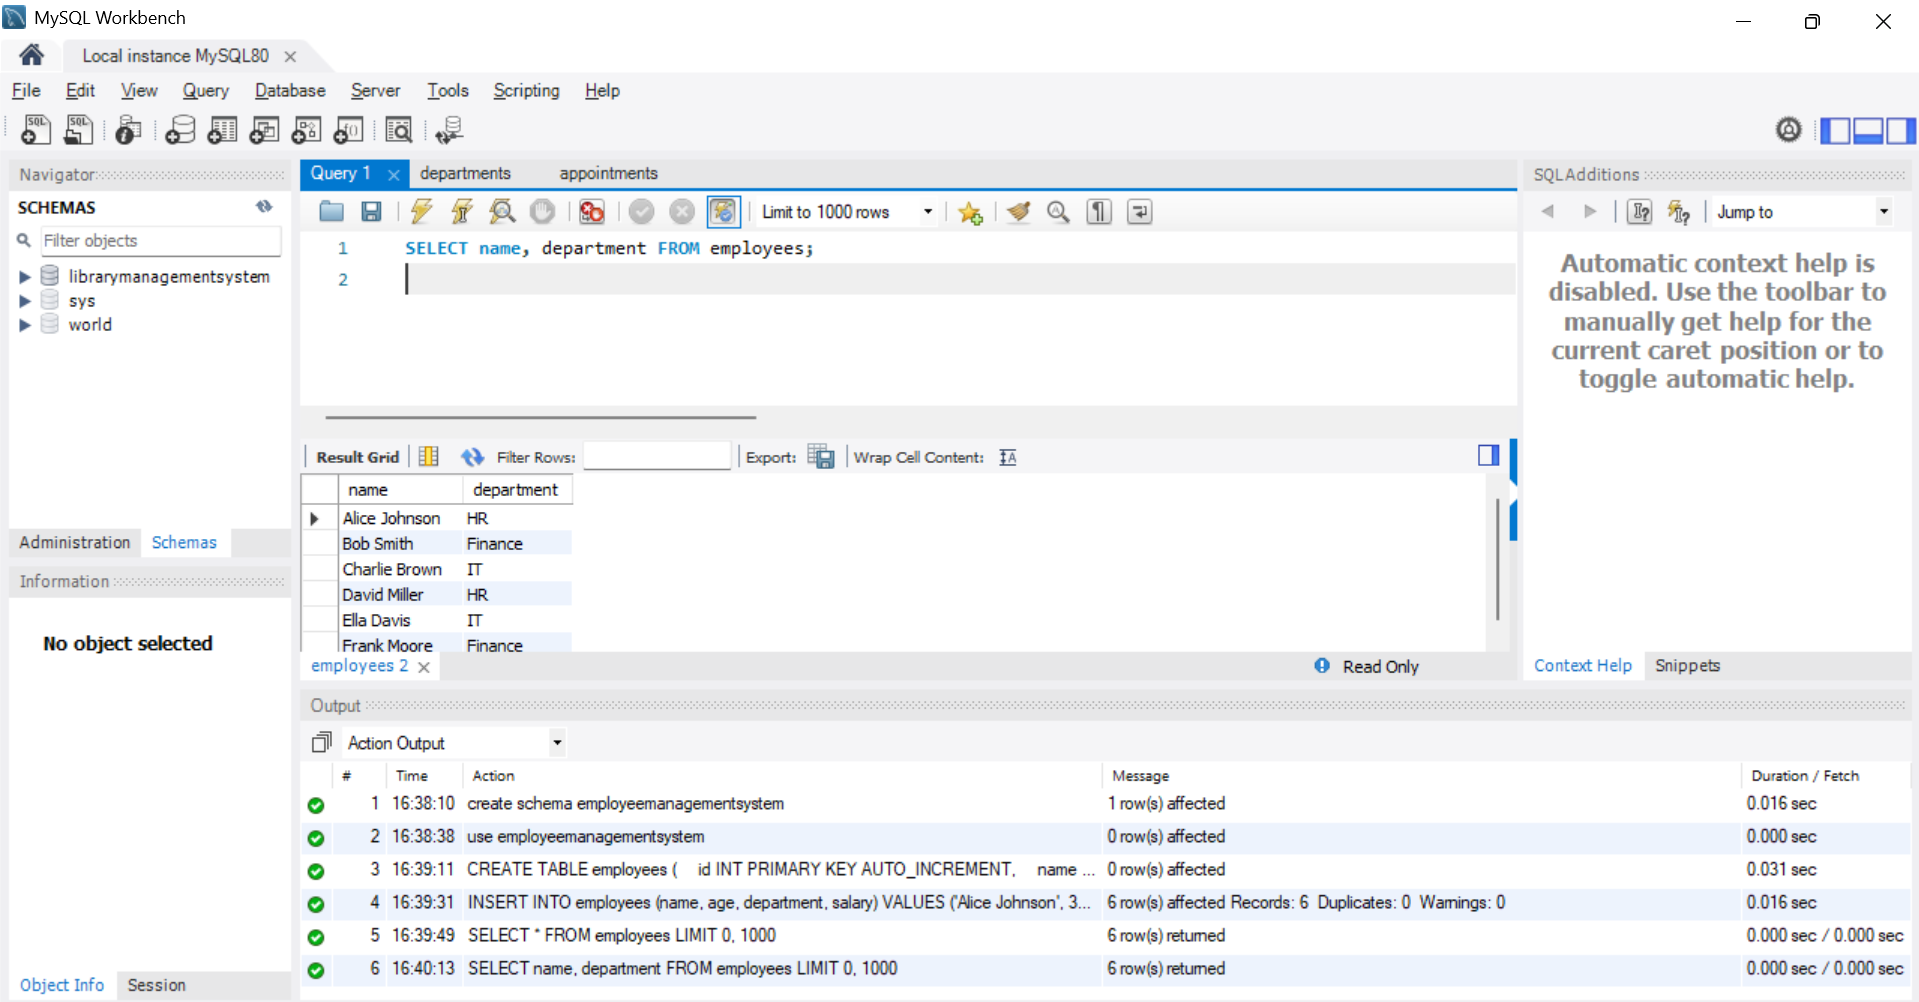 MySQL Workbench
Local instance MySQL80
File Edit View Query Database Server Tools Scripting Help
Navigator
SCHEMAS
Filter objects
librarymanagementsystem
sys
world
Administration Schemas
Information
No object selected
Object Info Session
Query 1 departments appointments
Limit to 1000 rows
1 SELECT name, department FROM employees;
2
Result Grid Filter Rows: Export: Wrap Cell Content:
name department
Alice Johnson HR
Bob Smith Finance
Charlie Brown IT
David Miller HR
Ella Davis IT
Frank Moore Finance
employees 2 Read Only
SQLAdditions
Jump to
Automatic context help is
disabled. Use the toolbar to
manually get help for the
current caret position or to
toggle automatic help.
Context Help Snippets
Output
Action Output
# Time Action Message Duration / Fetch
1 16:38:10 create schema employeemanagementsystem 1 row(s) affected 0.016 sec
2 16:38:38 use employeemanagementsystem 0 row(s) affected 0.000 sec
3 16:39:11 CREATE TABLE employees ( id INT PRIMARY KEY AUTO_INCREMENT, name ... 0 row(s) affected 0.031 sec
4 16:39:31 INSERT INTO employees (name, age, department, salary) VALUES ('Alice Johnson', 3... 6 row(s) affected Records: 6 Duplicates: 0 Warnings: 0 0.016 sec
5 16:39:49 SELECT * FROM employees LIMIT 0, 1000 6 row(s) returned 0.000 sec / 0.000 sec
6 16:40:13 SELECT name, department FROM employees LIMIT 0, 1000 6 row(s) returned 0.000 sec / 0.000 sec